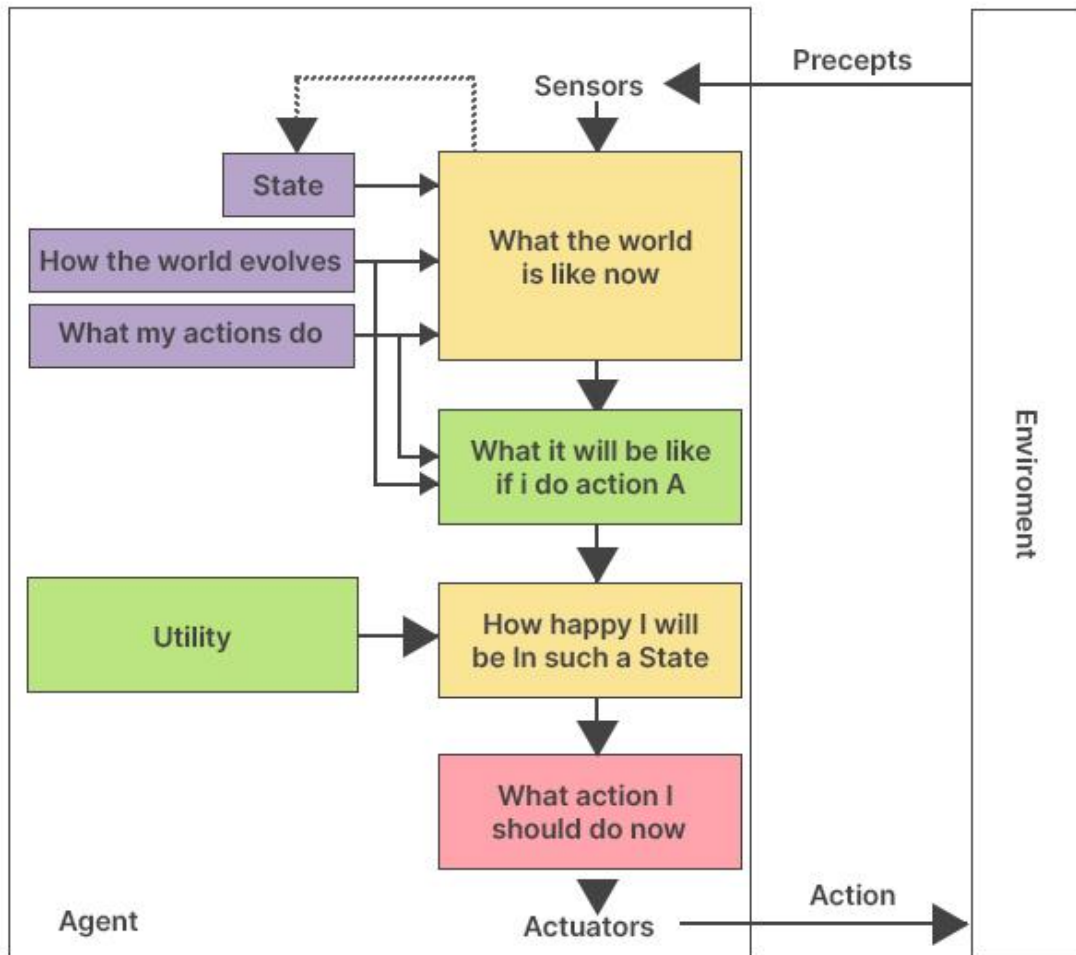 Precepts
Sensors
State
What the world
is like now
How the world evolves
What my actions do
What it will be like
if i do action A
Enviroment
Utility
How happy I will
be In such a State
What action I
should do now
Action
Agent
Actuators